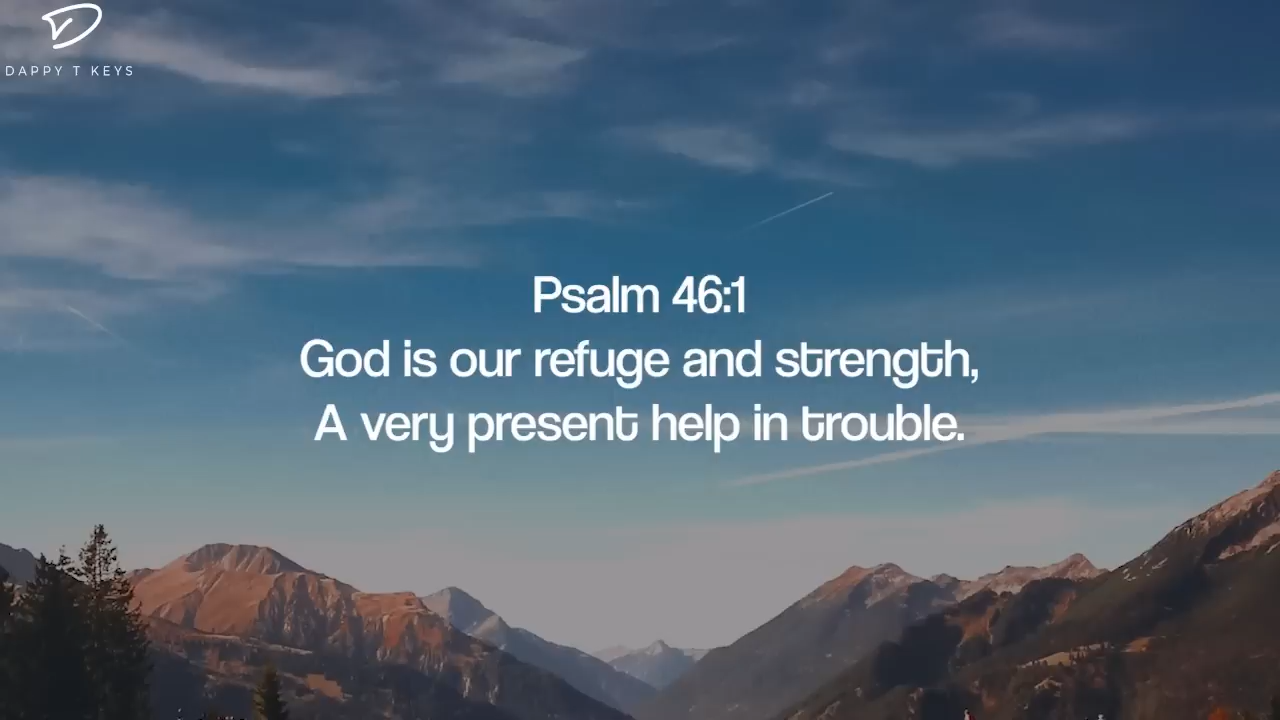 DAPPY T KEYS
Psalm 46:1
God is our refuge and strength,
A very present help in trouble.